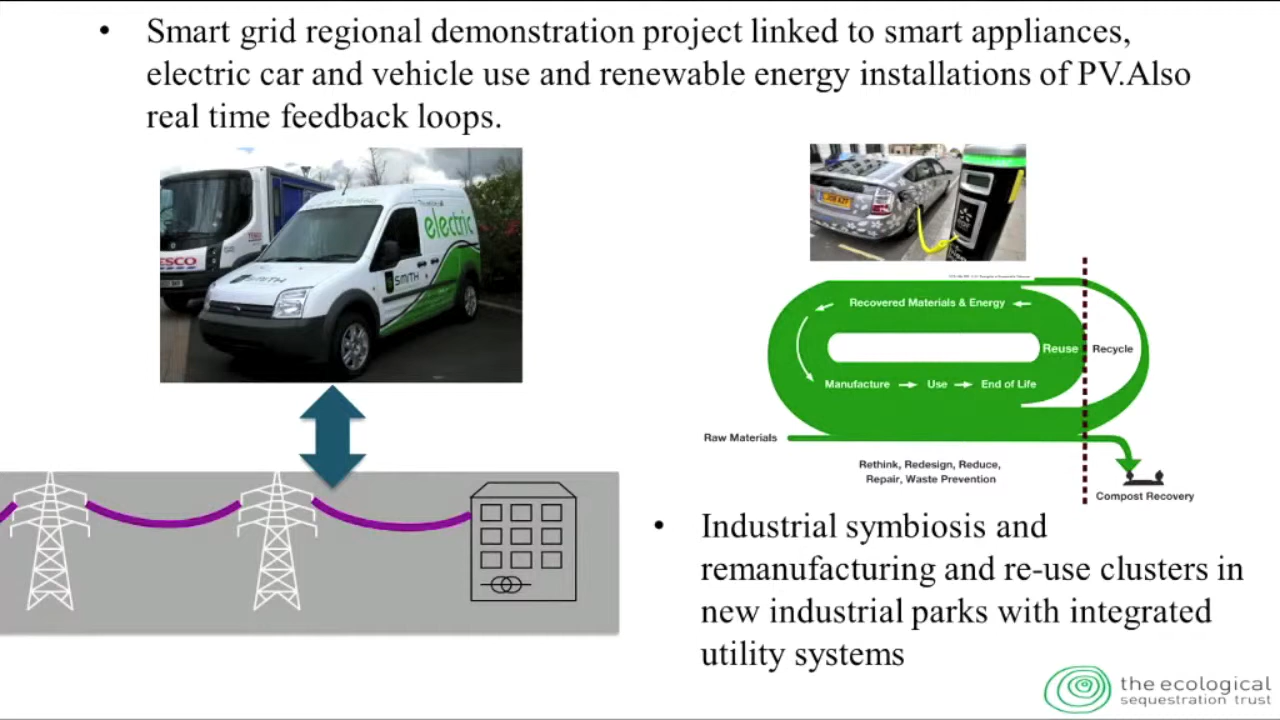 • Smart grid regional demonstration project linked to smart appliances,
electric car and vehicle use and renewable energy installations of PV.Also
real time feedback loops.
electric
SMITH
ESCO
Recovered Materials & Energy
Reuse
Recycle
Manufacture
Use
End of Life
Raw Materials
Rethink, Redesign, Reduce,
Repair, Waste Prevention
Compost Recovery
• Industrial symbiosis and
remanufacturing and re-use clusters in
new industrial parks with integrated
utility systems
the ecological
sequestration trust